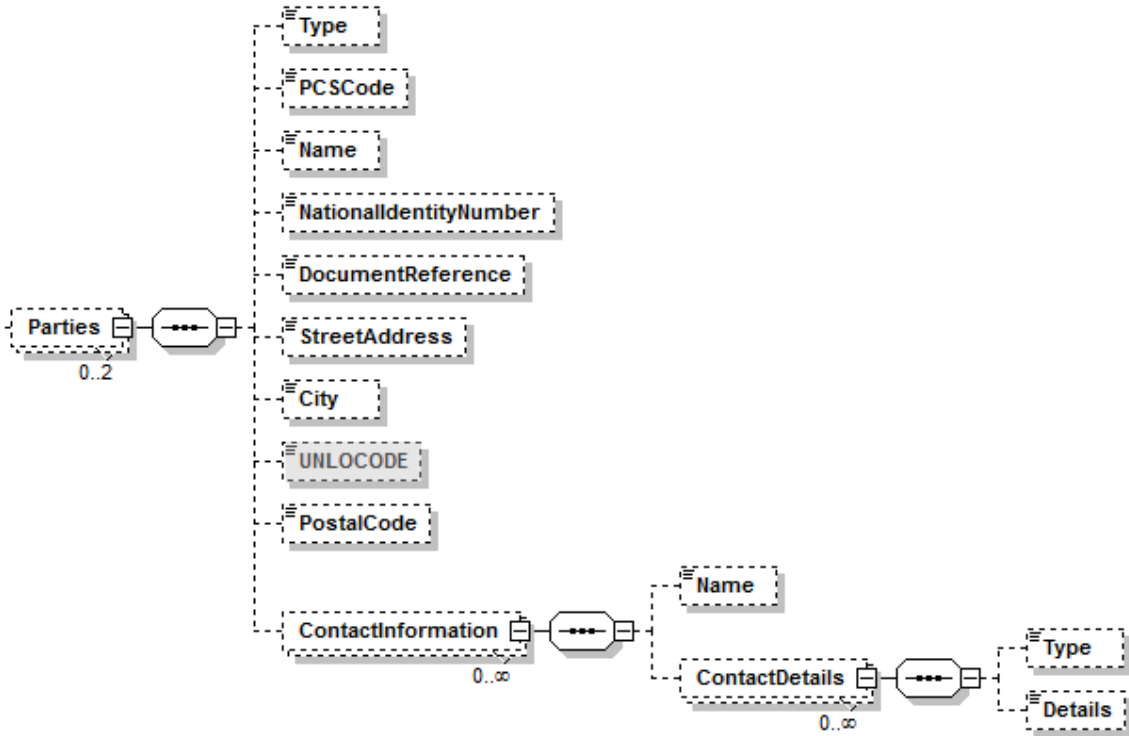 Type
PCSCode
Name
NationalIdentityNumber
DocumentReference
Parties
StreetAddress
0..2
City
UNLOCODE
PostalCode
Name
ContactInformation
0..∞
Type
ContactDetails
0..∞
Details